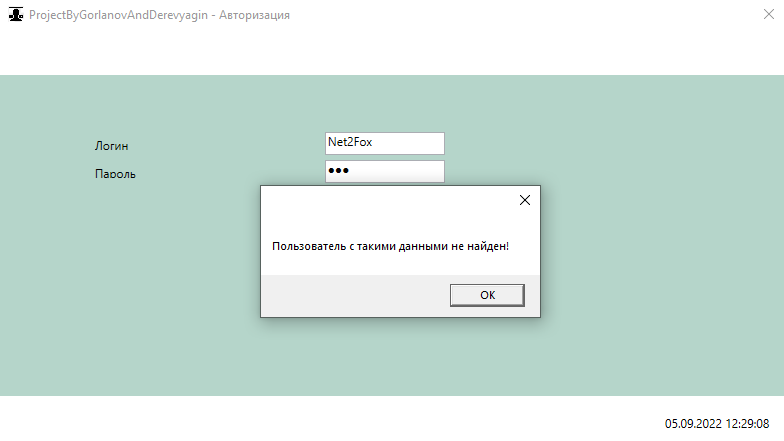 ProjectByGorlanovAndDerevyagin - Авторизация
Логин
Net2Fox
Пароль
•••
Пользователь с такими данными не найден!
OK
05.09.2022 12:29:08